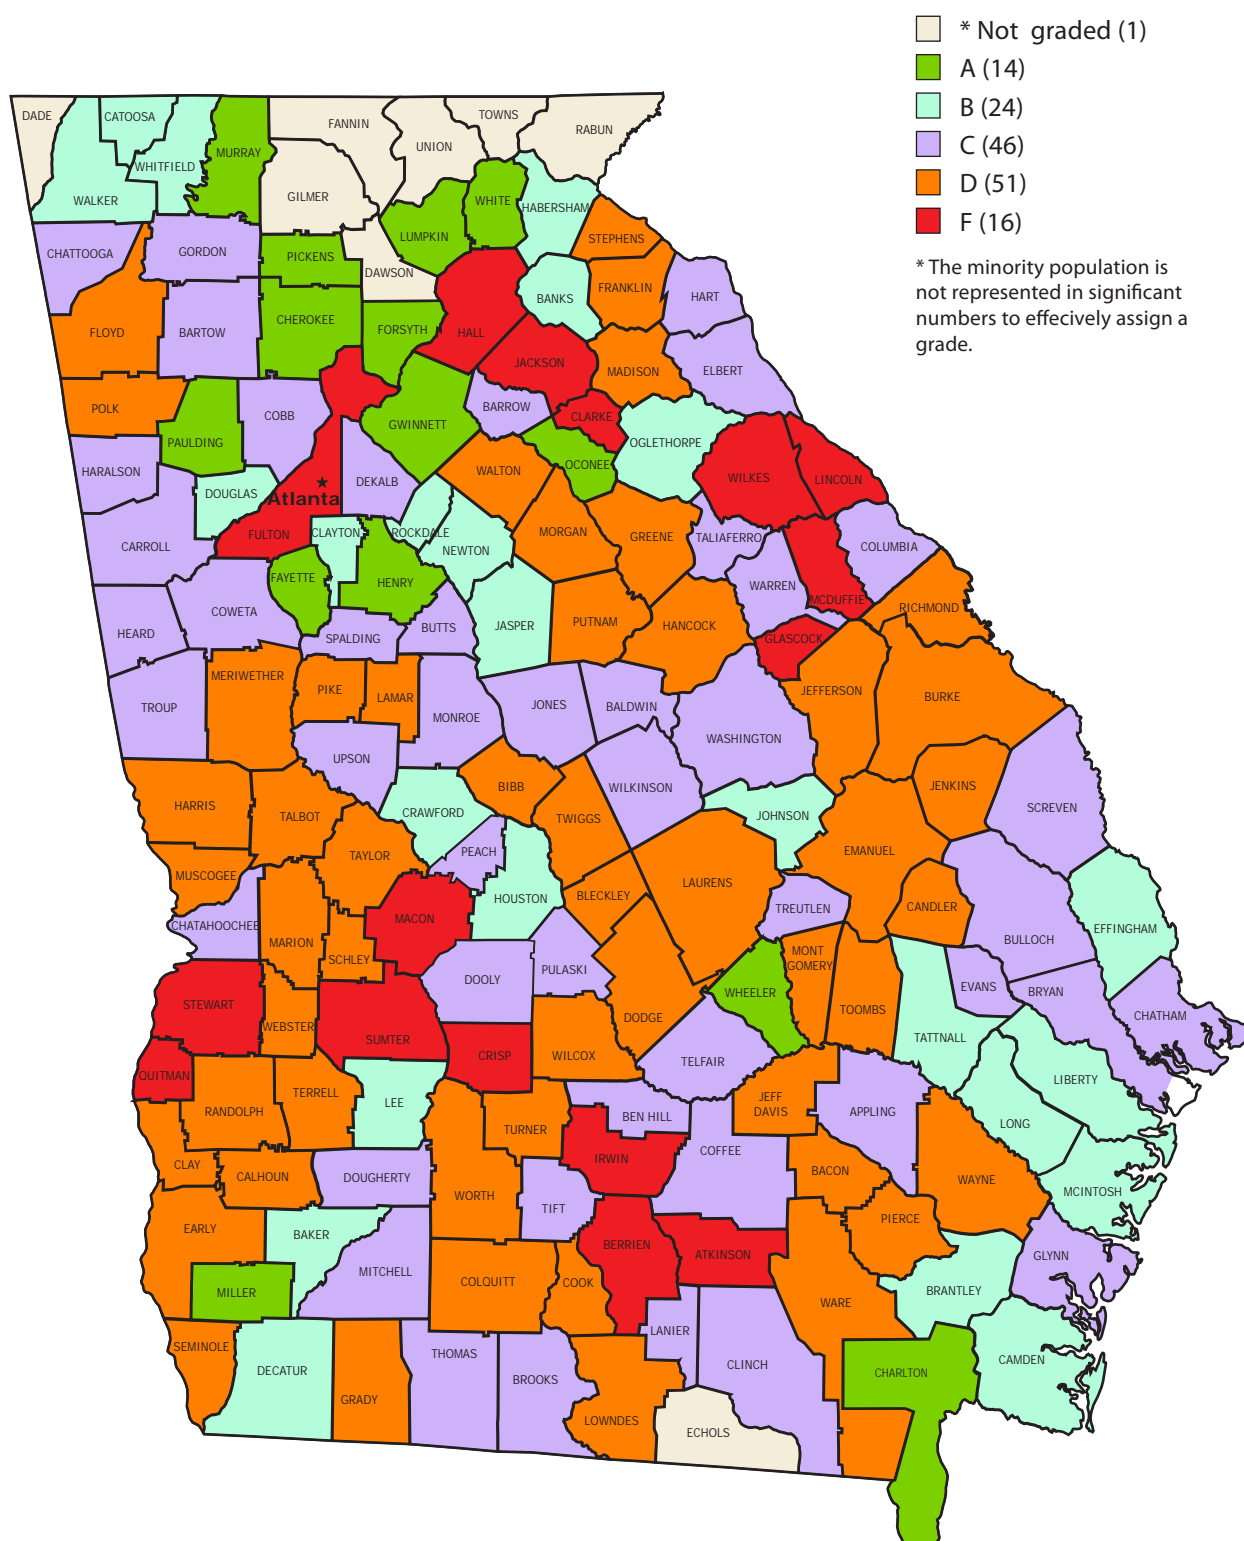 * Not graded (1)
A (14)
B (24)
C (46)
D (51)
F (16)
* The minority population is
not represented in significant
numbers to effecively assign a
grade.
DADE
CATOOSA
WHITFIELD
WALKER
MURRAY
FANNIN
GILMER
UNION
TOWNS
RABUN
WHITE
HABERSHAM
LUMPKIN
STEPHENS
CHATTOOGA
GORDON
PICKENS
DAWSON
BANKS
FRANKLIN
HART
FLOYD
BARTOW
CHEROKEE
FORSYTH
HALL
JACKSON
MADISON
ELBERT
POLK
PAULDING
COBB
GWINNETT
BARROW
CLARKE
OCONEE
OGLETHORPE
WILKES
LINCOLN
HARALSON
DOUGLAS
Atlanta
DEKALB
WALTON
CARROLL
FULTON
CLAYTON
ROCKDALE
NEWTON
MORGAN
GREENE
TALIAFERRO
COLUMBIA
FAYETTE
HENRY
WARREN
MCDUFFIE
RICHMOND
HEARD
COWETA
SPALDING
BUTTS
JASPER
PUTNAM
HANCOCK
GLASCOCK
TROUP
MERIWETHER
PIKE
LAMAR
MONROE
JONES
BALDWIN
WASHINGTON
JEFFERSON
BURKE
UPSON
BIBB
WILKINSON
JENKINS
SCREVEN
HARRIS
TALBOT
CRAWFORD
TWIGGS
JOHNSON
EMANUEL
TAYLOR
PEACH
MUSCOGEE
HOUSTON
BLECKLEY
LAURENS
TREUTLEN
CANDLER
CHATAHOOCHEE
MARION
MACON
SCHLEY
DOOLY
PULASKI
MONT
GOMERY
BULLOCH
EFFINGHAM
STEWART
WEBSTER
SUMTER
CRISP
WILCOX
DODGE
WHEELER
TOOMBS
TATTNALL
EVANS
BRYAN
CHATHAM
QUITMAN
RANDOLPH
TERRELL
LEE
TURNER
BEN HILL
TELFAIR
JEFF
DAVIS
APPLING
LONG
LIBERTY
CLAY
CALHOUN
DOUGHERTY
WORTH
TIFT
IRWIN
COFFEE
BACON
WAYNE
MCINTOSH
EARLY
BAKER
MITCHELL
COLQUITT
COOK
BERRIEN
ATKINSON
PIERCE
GLYNN
MILLER
WARE
BRANTLEY
SEMINOLE
DECATUR
GRADY
THOMAS
BROOKS
LANIER
CLINCH
CHARLTON
CAMDEN
LOWNDES
ECHOLS